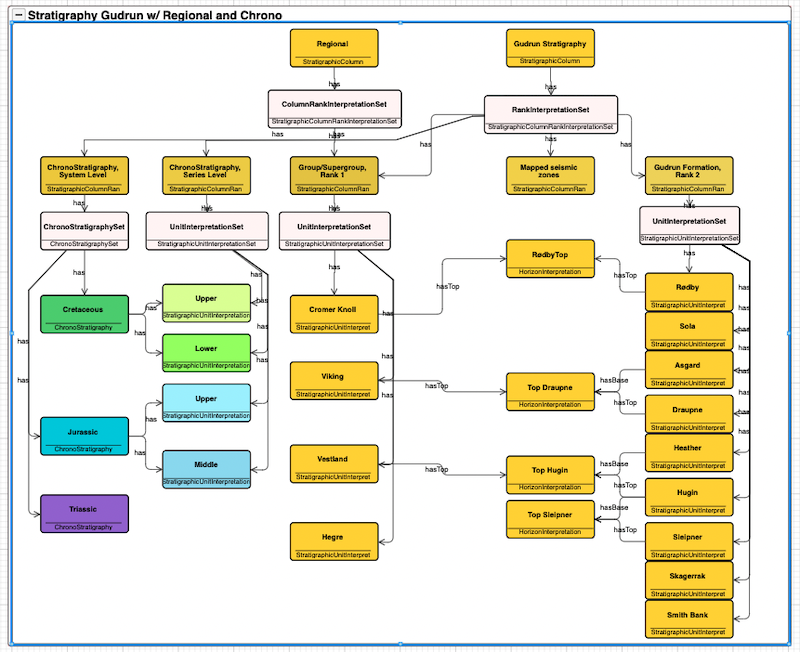 Stratigraphy Gudrun w/ Regional and Chrono
Regional
StratigraphicColumn
Gudrun Stratigraphy
StratigraphicColumn
has
has
ColumnRankInterpretationSet
StratigraphicColumnRankInterpretationSet
RankInterpretationSet
StratigraphicColumnRankInterpretationSet
has
has
has
has
has
has
ChronoStratigraphy,
System Level
StratigraphicColumnRan
ChronoStratigraphy,
Series Level
StratigraphicColumnRan
Group/Supergroup,
Rank 1
StratigraphicColumnRan
Mapped seismic
zones
StratigraphicColumnRan
Gudrun Formation,
Rank 2
StratigraphicColumnRan
has
has
has
has
ChronoStratigraphySet
ChronoStratigraphySet
UnitInterpretationSet
StratigraphicUnitInterpretationSet
UnitInterpretationSet
StratigraphicUnitInterpretationSet
UnitInterpretationSet
StratigraphicUnitInterpretationSet
has
has
has
RødbyTop
HorizonInterpretation
hasTop
hasTop
Rødby
StratigraphicUnitInterpret
Cretaceous
ChronoStratigraphy
has
has
Upper
StratigraphicUnitInterpretation
has
has
has
Lower
StratigraphicUnitInterpretation
Cromer Knoll
StratigraphicUnitInterpret
Sola
StratigraphicUnitInterpret
has
has
has
has
has
has
has
Viking
StratigraphicUnitInterpret
hasTop
Top Draupne
HorizonInterpretation
hasBase
hasTop
Asgard
StratigraphicUnitInterpret
Draupne
StratigraphicUnitInterpret
has
has
has
Jurassic
ChronoStratigraphy
has
has
Upper
StratigraphicUnitInterpretation
Middle
StratigraphicUnitInterpretation
Vestland
StratigraphicUnitInterpret
hasTop
Top Hugin
HorizonInterpretation
hasBase
hasTop
Heather
StratigraphicUnitInterpret
Hugin
StratigraphicUnitInterpret
Triassic
ChronoStratigraphy
Hegre
StratigraphicUnitInterpret
Top Sleipner
HorizonInterpretation
hasBase
hasTop
Sleipner
StratigraphicUnitInterpret
Skagerrak
StratigraphicUnitInterpret
Smith Bank
StratigraphicUnitInterpret